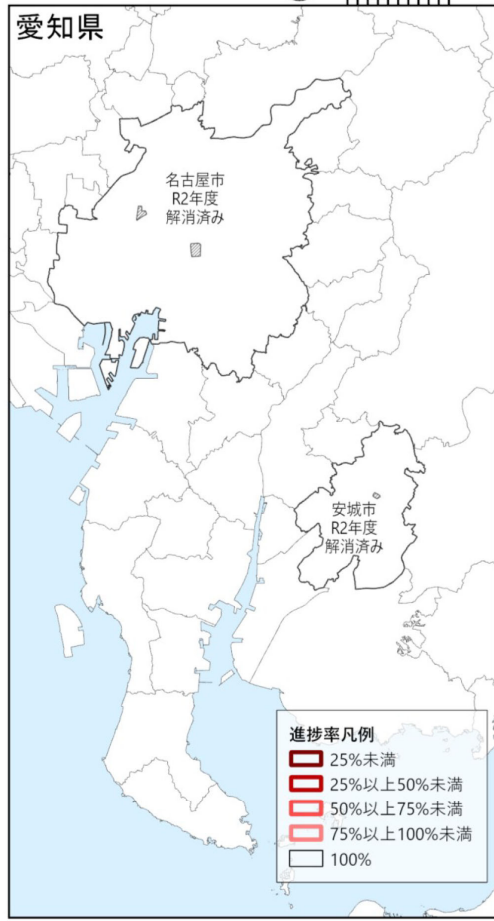 愛知県
名古屋市
R2年度
解消済み
安城市
R2年度
解消済み
進捗率凡例
25%未満
25%以上50%未満
50%以上75%未満
75%以上100%未満
100%